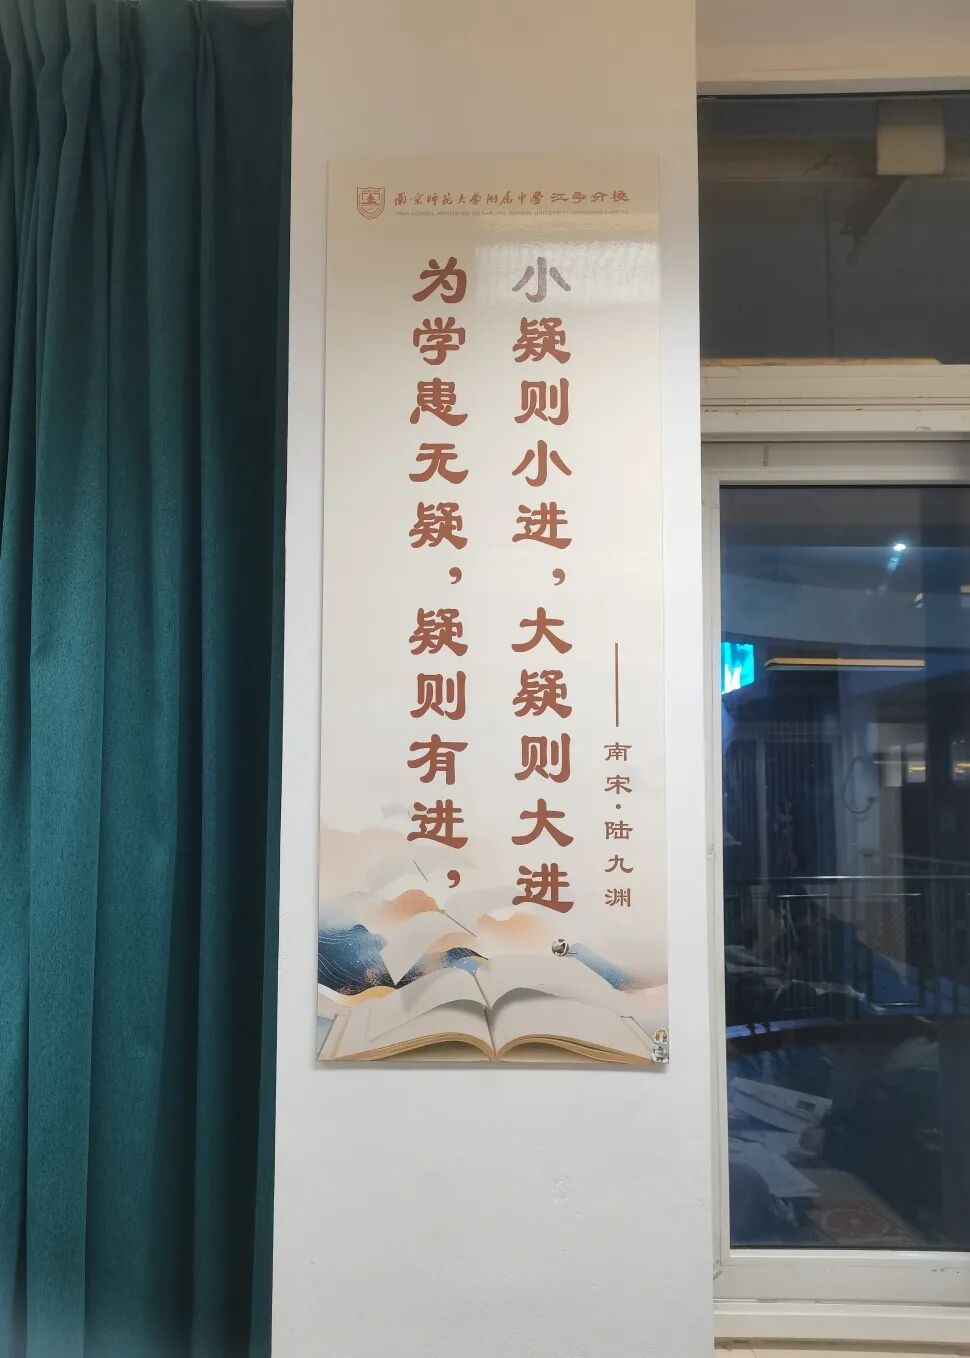 南京师范大学附属中学江宁分校
HIGH SCHOOL AFFILIATED TO NANJING NORMAL UNIVERSITY JIANGNING CAMPUS
为学患无疑，疑则有进，
小疑则小进，大疑则大进
——南宋·陆九渊